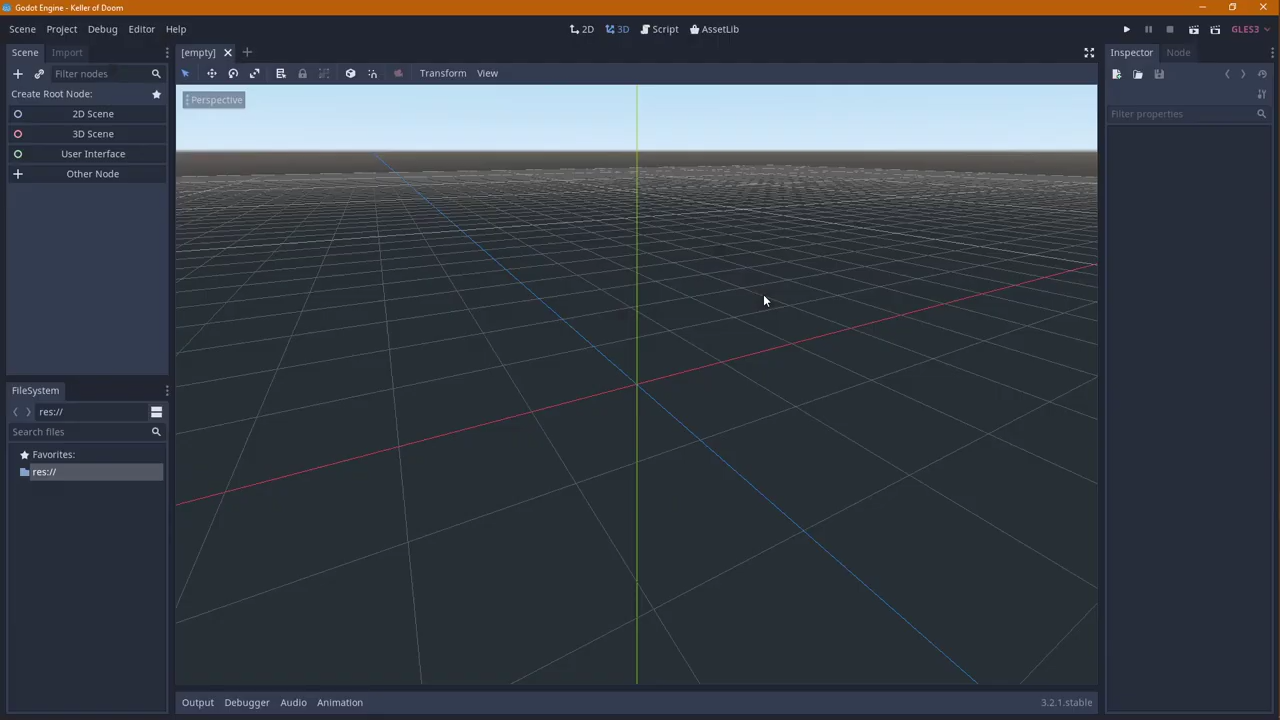 Godot Engine - Keller of Doom
Scene Project Debug Editor Help
2D 3D Script AssetLib
GLES3
Scene Import
[empty]
Inspector Node
Filter nodes
Transform View
Create Root Node:
Perspective
2D Scene
Filter properties
3D Scene
User Interface
Other Node
FileSystem
res://
Search files
Favorites:
res://
Output Debugger Audio Animation
3.2.1.stable